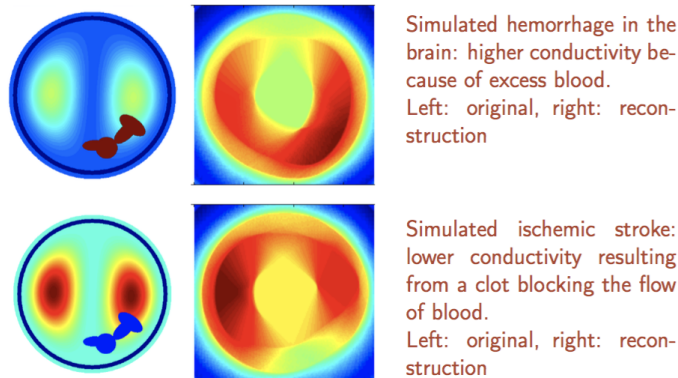 Simulated hemorrhage in the
brain: higher conductivity be-
cause of excess blood.
Left: original, right: recon-
struction
Simulated ischemic stroke:
lower conductivity resulting
from a clot blocking the flow
of blood.
Left: original, right: recon-
struction